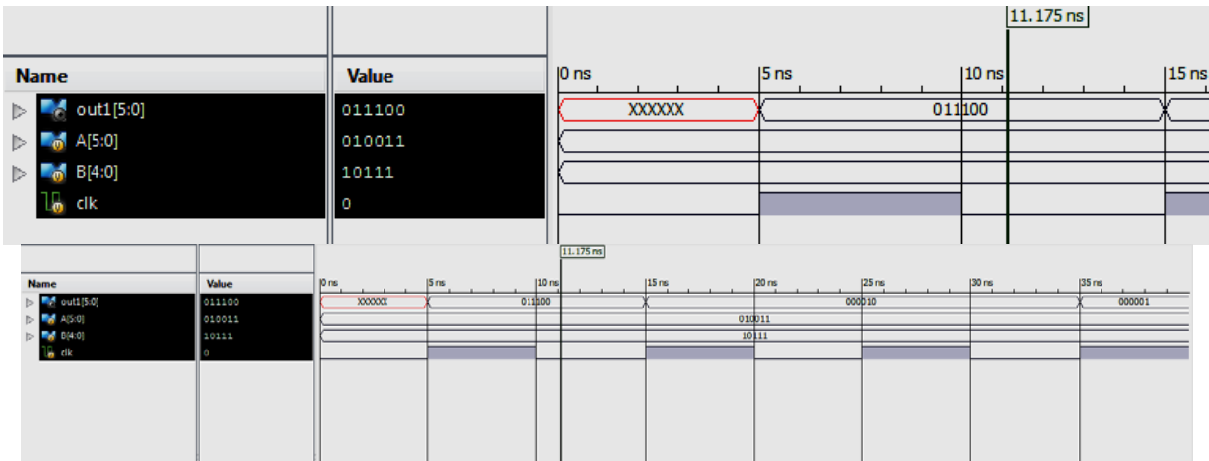 11.175 ns
Name Value 0 ns 5 ns 10 ns 15 ns
out1[5:0] 011100 XXXXXX 011100
A[5:0] 010011
B[4:0] 10111
clk 0
11.175 ns
Name Value 0 ns 5 ns 10 ns 15 ns 20 ns 25 ns 30 ns 35 ns
out1[5:0] 011100 XXXXXX 011100 000010 000001
A[5:0] 010011 010011
B[4:0] 10111 10111
clk 0